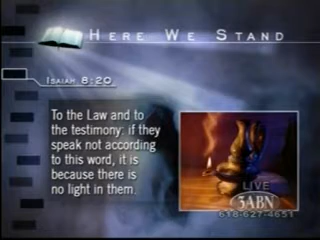 HERE WE STAND
ISAIAH 8:20
To the Law and to
the testimony: if they
speak not according
to this word, it is
because there is
no light in them.
LIVE
3ABN
618-627-4651